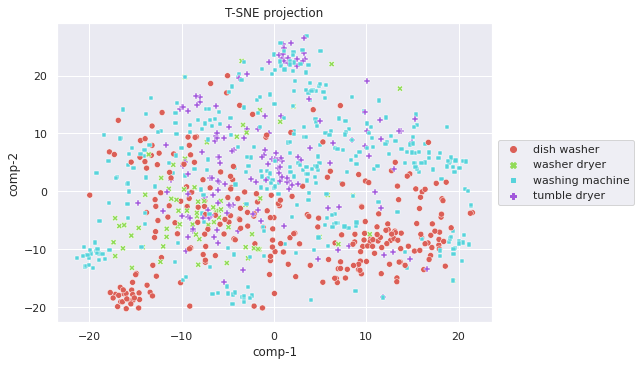 T-SNE projection
comp-2
20
10
0
−10
−20
−20
−10
0
10
20
comp-1
dish washer
washer dryer
washing machine
tumble dryer